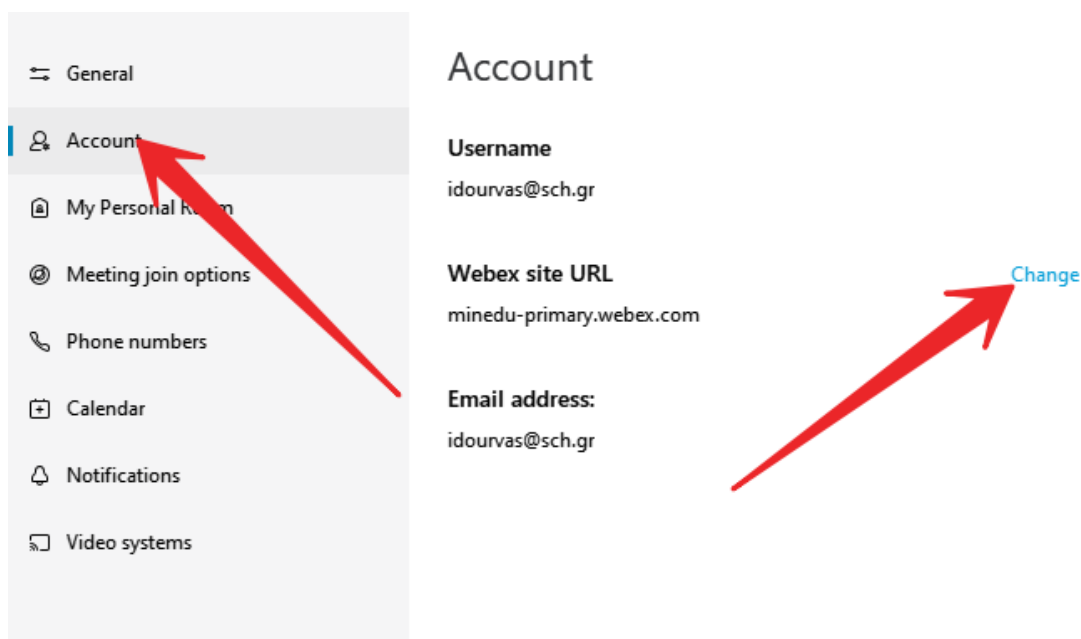 General
Account
My Personal Room
Meeting join options
Phone numbers
Calendar
Notifications
Video systems
Account
Username
idourvas@sch.gr
Webex site URL
Change
minedu-primary.webex.com
Email address:
idourvas@sch.gr